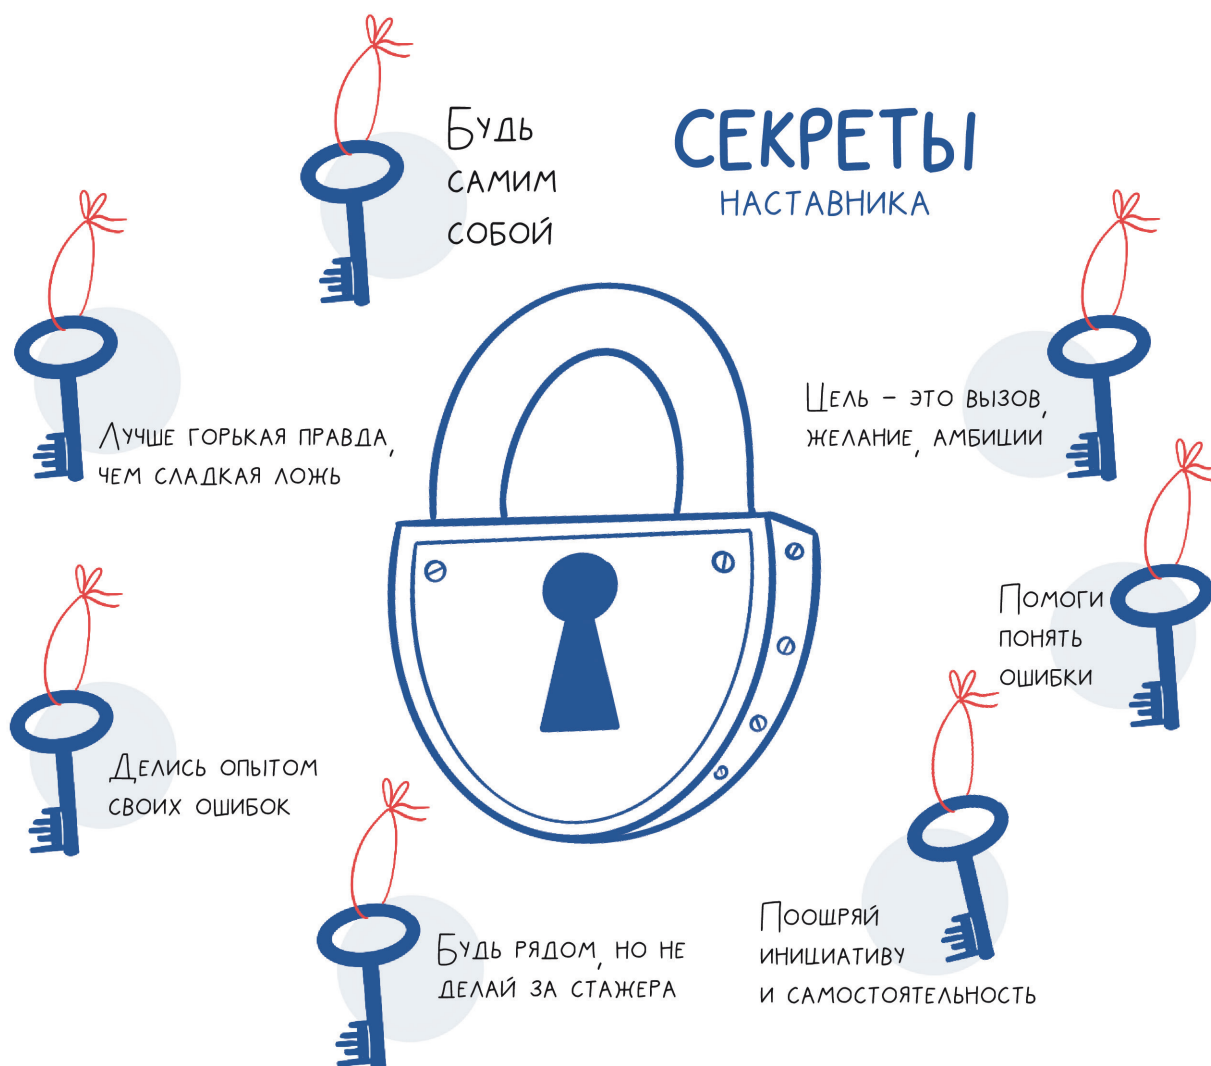 СЕКРЕТЫ
НАСТАВНИКА
Будь
самим
собой
Лучше горькая правда,
чем сладкая ложь
Цель – это вызов,
желание, амбиции
Помоги
понять
ошибки
Делись опытом
своих ошибок
Будь рядом, но не
делай за стажера
Поощряй
инициативу
и самостоятельность